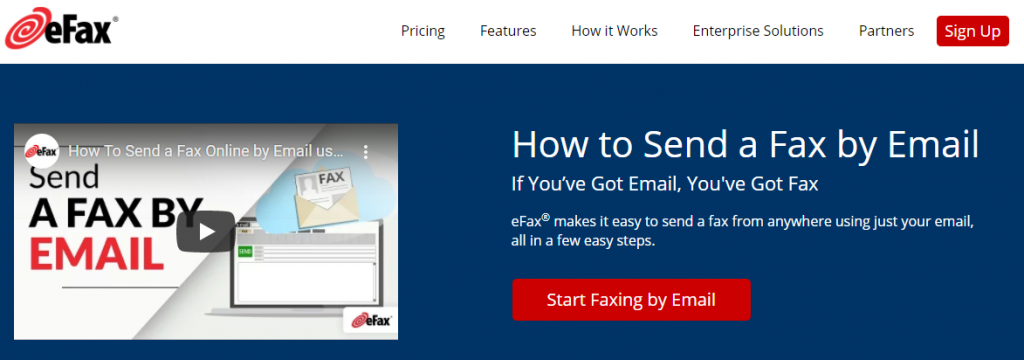 eFax®
Pricing Features How it Works Enterprise Solutions Partners Sign Up
eFax How To Send a Fax Online by Email us...
Send
A FAX BY
EMAIL
FAX
SEND
eFax
How to Send a Fax by Email
If You’ve Got Email, You've Got Fax
eFax® makes it easy to send a fax from anywhere using just your email,
all in a few easy steps.
Start Faxing by Email